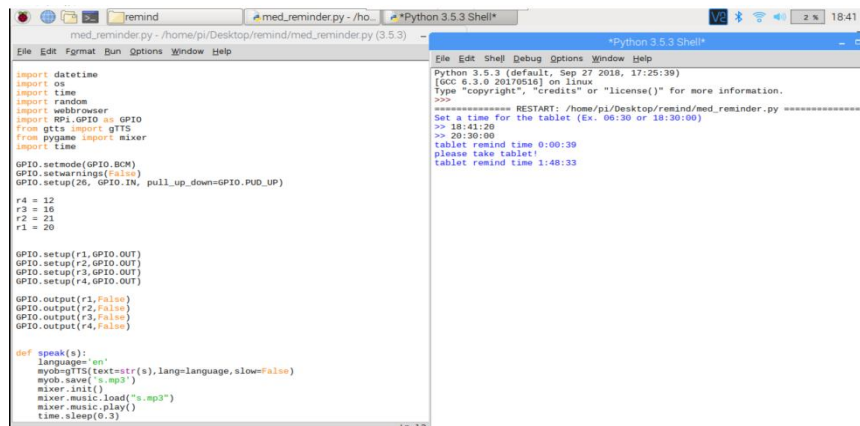 remind
med_reminder.py - /ho...
*Python 3.5.3 Shell*
2 %
18:41
med_reminder.py - /home/pi/Desktop/remind/med_reminder.py (3.5.3)
File Edit Format Run Options Window Help
import datetime
import os
import time
import random
import webbrowser
import RPi.GPIO as GPIO
from gtts import gTTS
from pygame import mixer
import time
GPIO.setmode(GPIO.BCM)
GPIO.setwarnings(False)
GPIO.setup(26, GPIO.IN, pull_up_down=GPIO.PUD_UP)
r4 = 12
r3 = 16
r2 = 21
r1 = 20
GPIO.setup(r1,GPIO.OUT)
GPIO.setup(r2,GPIO.OUT)
GPIO.setup(r3,GPIO.OUT)
GPIO.setup(r4,GPIO.OUT)
GPIO.output(r1,False)
GPIO.output(r2,False)
GPIO.output(r3,False)
GPIO.output(r4,False)
def speak(s):
    language='en'
    myob=gTTS(text=str(s),lang=language,slow=False)
    myob.save('s.mp3')
    mixer.init()
    mixer.music.load("s.mp3")
    mixer.music.play()
    time.sleep(0.3)
*Python 3.5.3 Shell*
File Edit Shell Debug Options Window Help
Python 3.5.3 (default, Sep 27 2018, 17:25:39)
[GCC 6.3.0 20170516] on linux
Type "copyright", "credits" or "license()" for more information.
>>>
============== RESTART: /home/pi/Desktop/remind/med_reminder.py ==============
Set a time for the tablet (Ex. 06:30 or 18:30:00)
>> 18:41:20
>> 20:30:00
tablet remind time 0:00:39
please take tablet!
tablet remind time 1:48:33